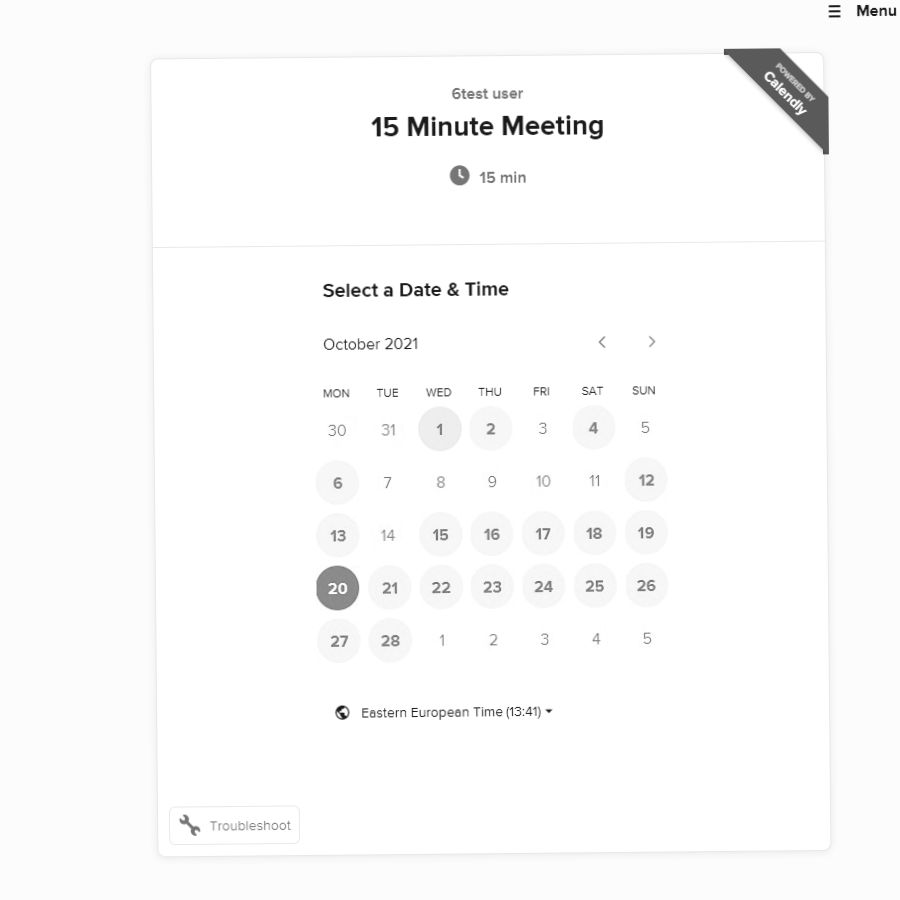 ☰ Menu
POWERED BY
Calendly
6test user
15 Minute Meeting
15 min
Select a Date & Time
October 2021
MON TUE WED THU FRI SAT SUN
30 31 1 2 3 4 5
6 7 8 9 10 11 12
13 14 15 16 17 18 19
20 21 22 23 24 25 26
27 28 1 2 3 4 5
Eastern European Time (13:41)
Troubleshoot